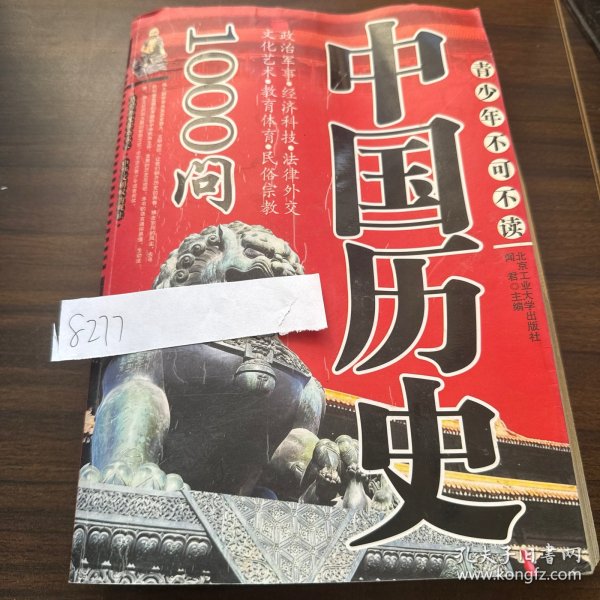 青少年不可不读
中国历史
1000问
政治军事·经济科技·法律外交
文化艺术·教育体育·民俗宗教
北京工业大学出版社
闻君◎主编
8277
孔夫子旧书网
www.kongfz.com